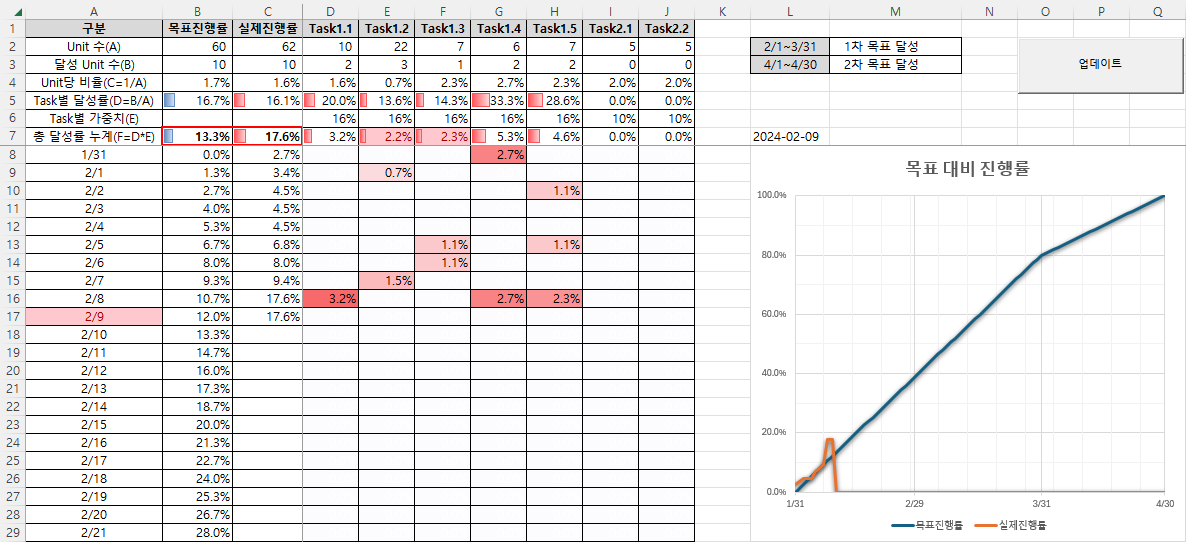 A B C D E F G H I J K L M N O P Q
1 구분 목표진행률 실제진행률 Task1.1 Task1.2 Task1.3 Task1.4 Task1.5 Task2.1 Task2.2
2 Unit 수(A) 60 62 10 22 7 6 7 5 5 2/1~3/31 1차 목표 달성
3 달성 Unit 수(B) 10 10 2 3 1 2 2 0 0 4/1~4/30 2차 목표 달성
업데이트
4 Unit당 비율(C=1/A) 1.7% 1.6% 1.6% 0.7% 2.3% 2.7% 2.3% 2.0% 2.0%
5 Task별 달성률(D=B/A) 16.7% 16.1% 20.0% 13.6% 14.3% 33.3% 28.6% 0.0% 0.0%
6 Task별 가중치(E) 16% 16% 16% 16% 16% 10% 10%
7 총 달성률 누계(F=D*E) 13.3% 17.6% 3.2% 2.2% 2.3% 5.3% 4.6% 0.0% 0.0% 2024-02-09
8 1/31 0.0% 2.7% 2.7%
9 2/1 1.3% 3.4% 0.7%
10 2/2 2.7% 4.5% 1.1%
11 2/3 4.0% 4.5%
12 2/4 5.3% 4.5%
13 2/5 6.7% 6.8% 1.1% 1.1%
14 2/6 8.0% 8.0% 1.1%
15 2/7 9.3% 9.4% 1.5%
16 2/8 10.7% 17.6% 3.2% 2.7% 2.3%
17 2/9 12.0% 17.6%
18 2/10 13.3%
19 2/11 14.7%
20 2/12 16.0%
21 2/13 17.3%
22 2/14 18.7%
23 2/15 20.0%
24 2/16 21.3%
25 2/17 22.7%
26 2/18 24.0%
27 2/19 25.3%
28 2/20 26.7%
29 2/21 28.0%
목표 대비 진행률
100.0%
80.0%
60.0%
40.0%
20.0%
0.0%
1/31 2/29 3/31 4/30
목표진행률 실제진행률